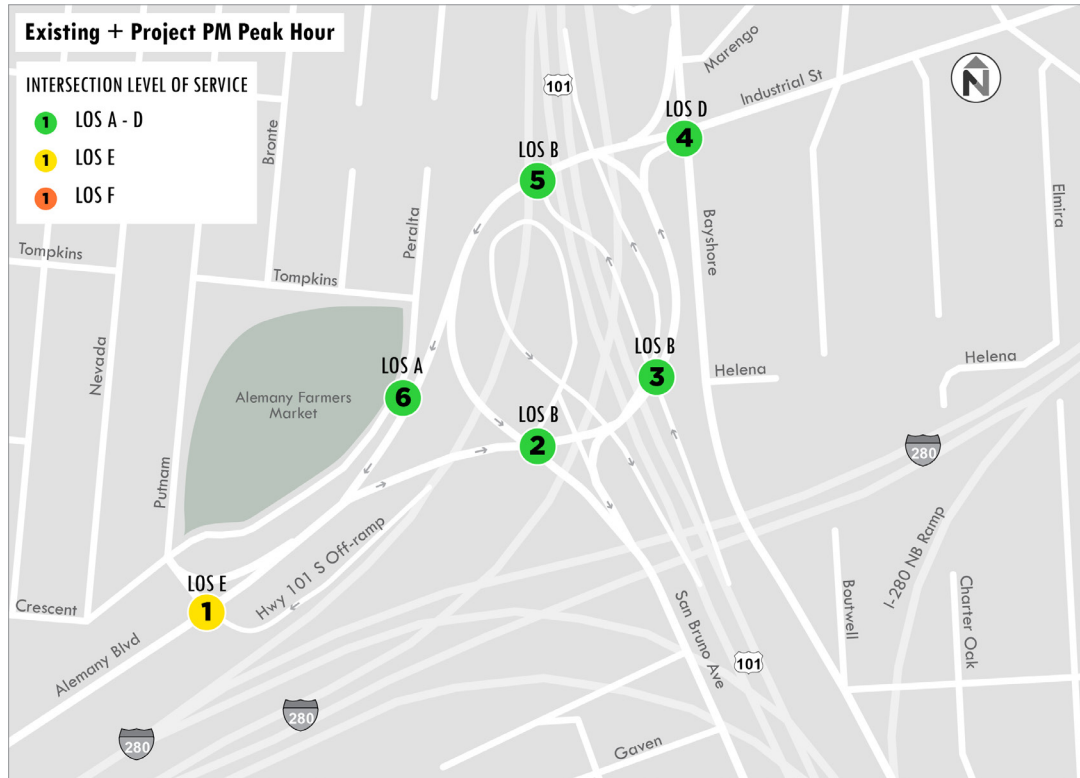 Existing + Project PM Peak Hour
INTERSECTION LEVEL OF SERVICE
1 LOS A - D
1 LOS E
1 LOS F
N
101
Marengo
Industrial St
LOS D
4
LOS B
5
Bronte
Peralta
Bayshore
Elmira
Tompkins
Tompkins
Nevada
Putnam
Alemany Farmers
Market
LOS A
6
LOS B
3
Helena
Helena
LOS B
2
280
Hwy 101 S Off-ramp
I-280 NB Ramp
LOS E
1
Crescent
Alemany Blvd
San Bruno Ave
Boutwell
Charter Oak
101
280
280
Gaven